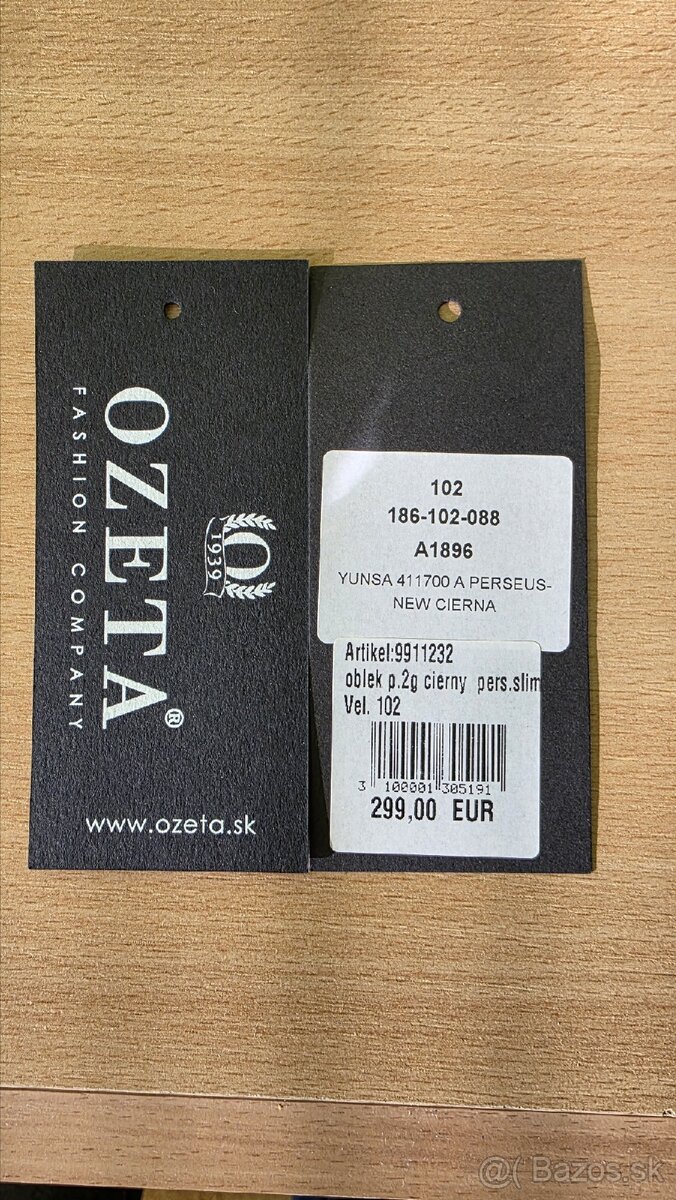 OZETA®
FASHION COMPANY
1939
www.ozeta.sk
102
186-102-088
A1896
YUNSA 411700 A PERSEUS-
NEW CIERNA
Artikel:9911232
oblek p.2g cierny pers.slim
Vel. 102
3 100001 305191
299,00 EUR
@( Bazos.sk